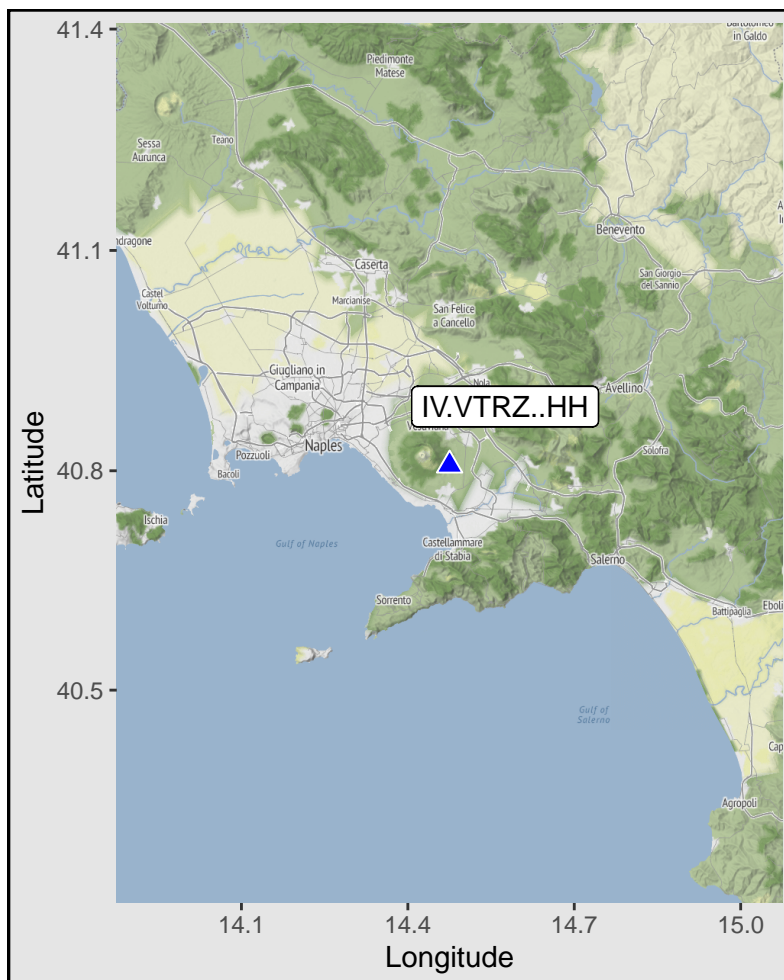 41.4
41.1
40.8
40.5
Latitude
14.1
14.4
14.7
15.0
Longitude
in Galdo
Piedimonte
Matese
Sessa
Aurunca
Teano
Benevento
ndragone
Caserta
San Giorgio
del Sannio
Castel
Volturno
Marcianise
San Felice
a Cancello
Giugliano in
Campania
Nola
Avellino
IV.VTRZ..HH
Naples
Pozzuoli
Solofra
Bacoli
Ischia
Gulf of Naples
Castellammare
di Stabia
Salerno
Sorrento
Battipaglia
Eboli
Gulf of
Salerno
Cap
Agropoli